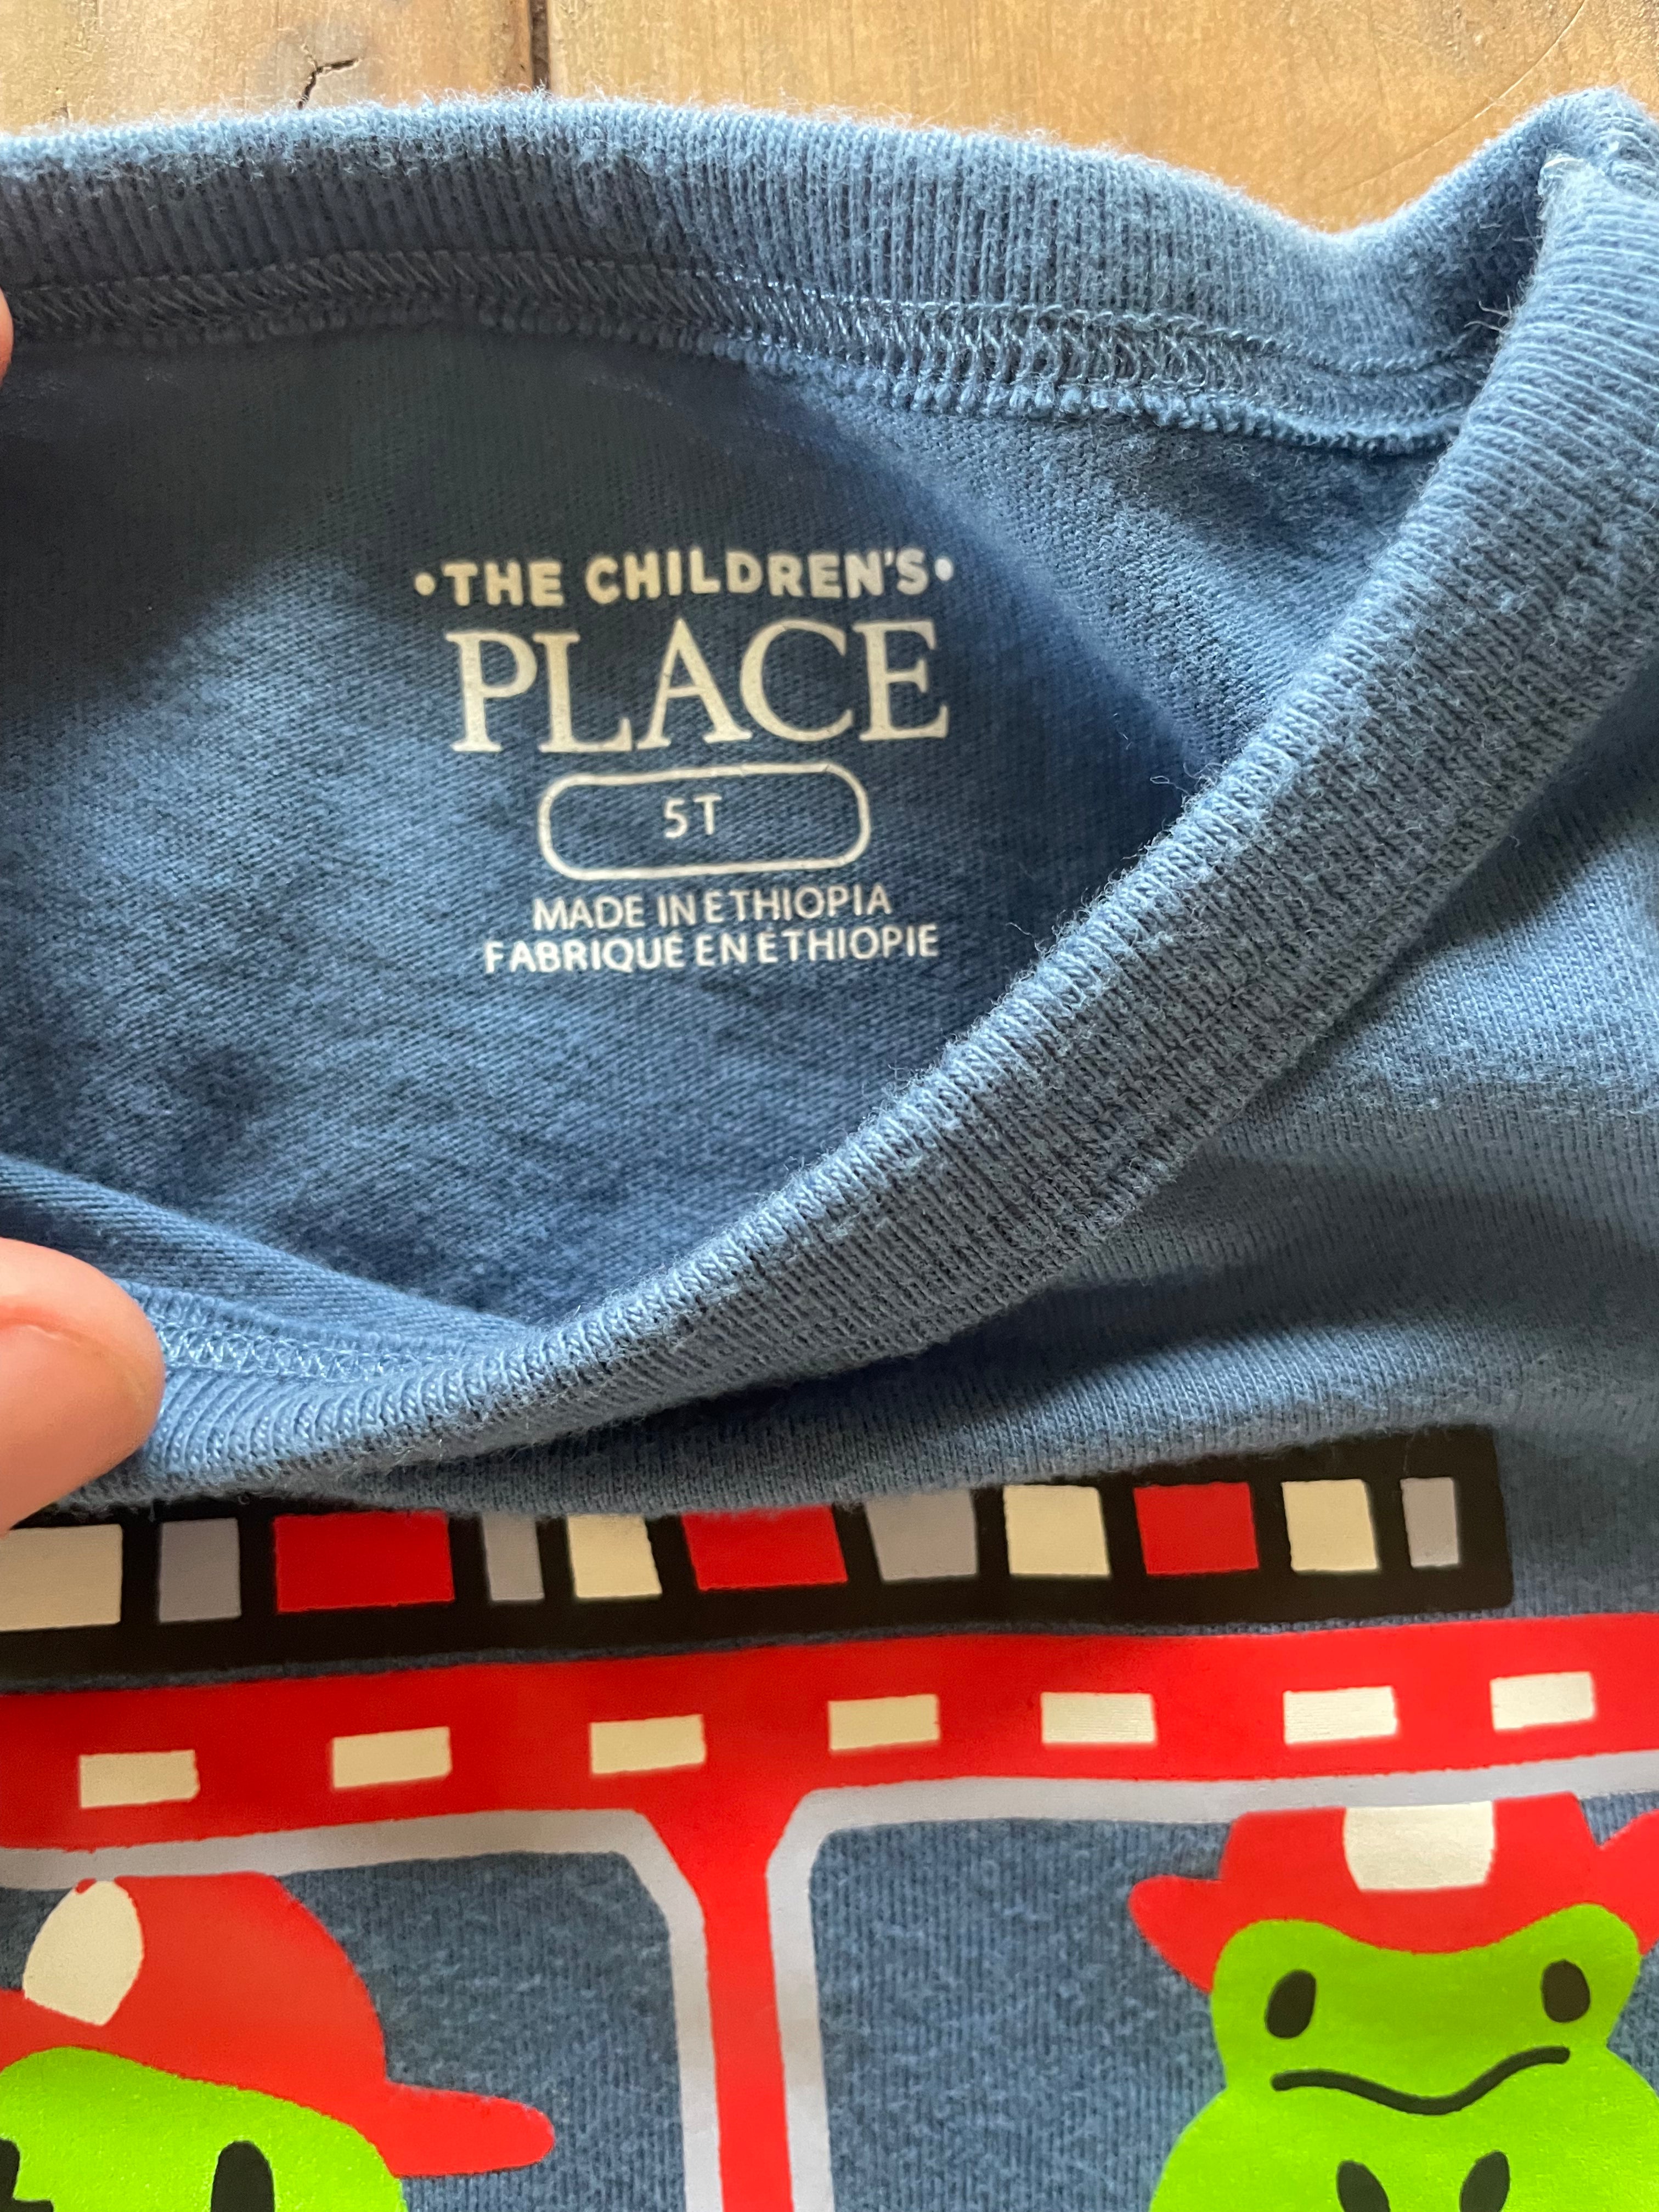 •THE CHILDREN'S•
PLACE
5T
MADE IN ETHIOPIA
FABRIQUÉ EN ÉTHIOPIE